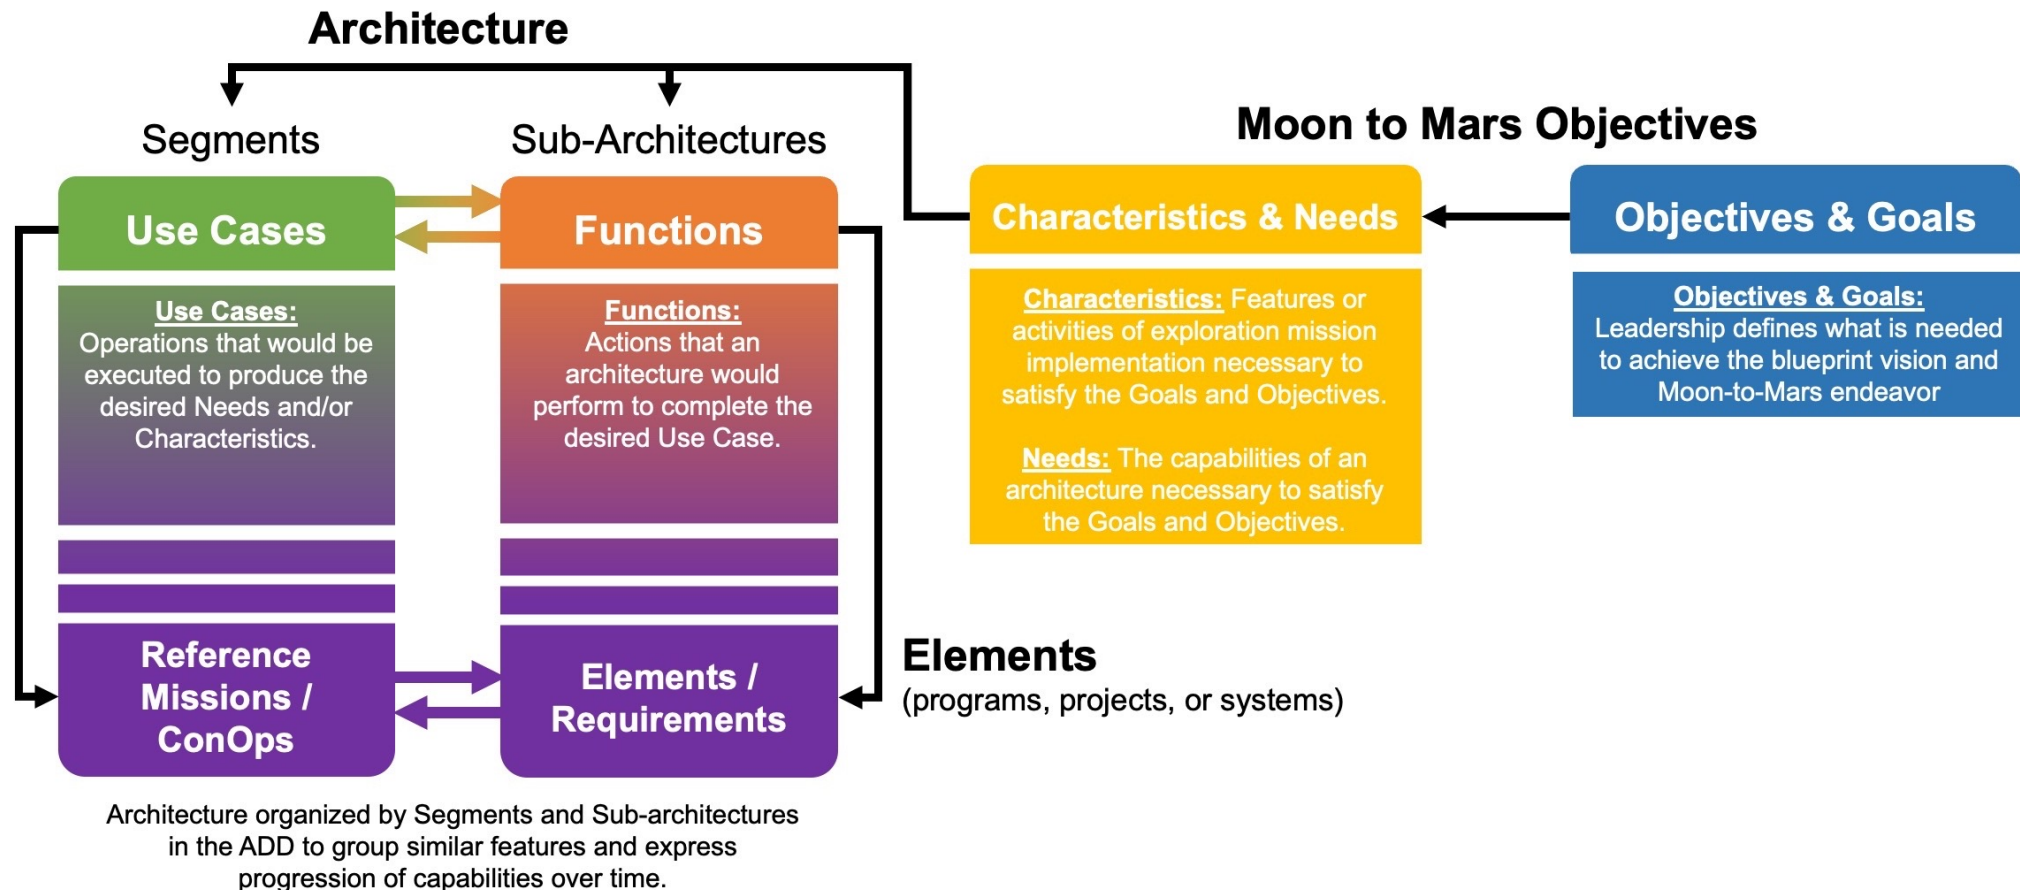 Architecture
Segments
Sub-Architectures
Moon to Mars Objectives
Use Cases
Functions
Characteristics & Needs
Objectives & Goals
Use Cases:
Operations that would be
executed to produce the
desired Needs and/or
Characteristics.
Functions:
Actions that an
architecture would
perform to complete the
desired Use Case.
Characteristics: Features or
activities of exploration mission
implementation necessary to
satisfy the Goals and Objectives.
Needs: The capabilities of an
architecture necessary to satisfy
the Goals and Objectives.
Objectives & Goals:
Leadership defines what is needed
to achieve the blueprint vision and
Moon-to-Mars endeavor
Reference
Missions /
ConOps
Elements /
Requirements
Elements
(programs, projects, or systems)
Architecture organized by Segments and Sub-architectures
in the ADD to group similar features and express
progression of capabilities over time.